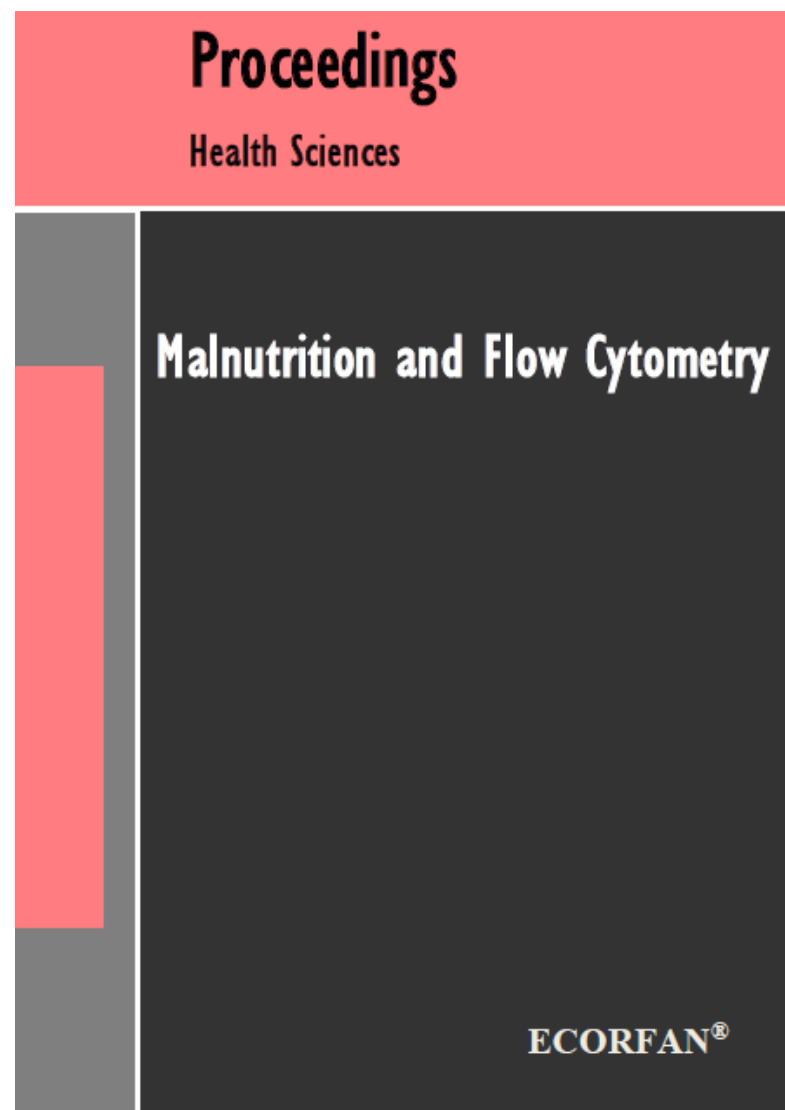 Proceedings
Health Sciences
Malnutrition and Flow Cytometry
ECORFAN®